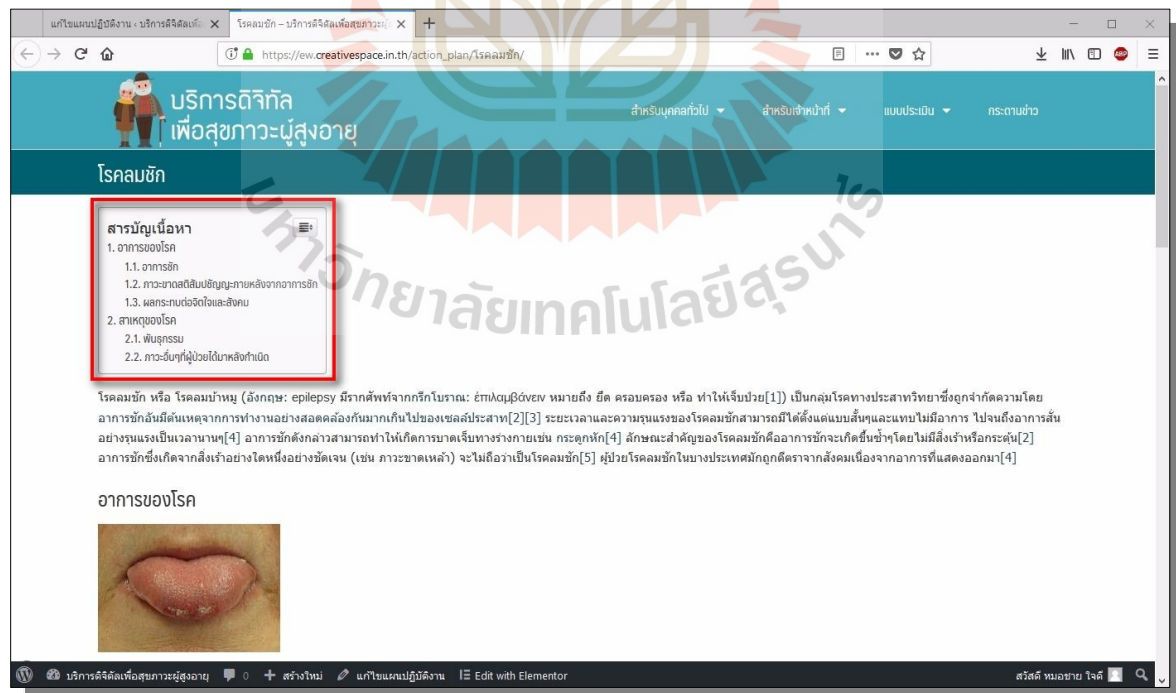 แก้ไขแผนปฏิบัติงาน ‹ บริการดิจิตัลเพื่อ
โรคลมชัก – บริการดิจิตัลเพื่อสุขภาวะผู้
https://ew.creativespace.in.th/action_plan/โรคลมชัก/
ABP
บริการดิจิทัล
เพื่อสุขภาวะผู้สูงอายุ
สำหรับบุคคลทั่วไป
สำหรับเจ้าหน้าที่
แบบประเมิน
กระดานข่าว
โรคลมชัก
สารบัญเนื้อหา
1. อาการของโรค
1.1. อาการชัก
1.2. ภาวะขาดสติสัมปชัญญะภายหลังจากอาการชัก
1.3. ผลกระทบต่อจิตใจและสังคม
2. สาเหตุของโรค
2.1. พันธุกรรม
2.2. ภาวะอื่นๆที่ผู้ป่วยได้มาหลังกำเนิด
มหาวิทยาลัยเทคโนโลยีสุรนารี
โรคลมชัก หรือ โรคลมบ้าหมู (อังกฤษ: epilepsy มีรากศัพท์จากกรีกโบราณ: ἐπιλαμβάνειν หมายถึง ยึด ครอบครอง หรือ ทำให้เจ็บป่วย[1]) เป็นกลุ่มโรคทางประสาทวิทยาซึ่งถูกจำกัดความโดย
อาการชักอันมีต้นเหตุจากการทำงานอย่างสอดคล้องกันมากเกินไปของเซลล์ประสาท[2][3] ระยะเวลาและความรุนแรงของโรคลมชักสามารถมีได้ตั้งแต่แบบสั้นๆและแทบไม่มีอาการ ไปจนถึงอาการสั่น
อย่างรุนแรงเป็นเวลานานๆ[4] อาการชักดังกล่าวสามารถทำให้เกิดการบาดเจ็บทางร่างกายเช่น กระดูกหัก[4] ลักษณะสำคัญของโรคลมชักคืออาการชักจะเกิดขึ้นซ้ำๆโดยไม่มีสิ่งเร้าหรือกระตุ้น[2]
อาการชักซึ่งเกิดจากสิ่งเร้าอย่างใดหนึ่งอย่างชัดเจน (เช่น ภาวะขาดเหล้า) จะไม่ถือว่าเป็นโรคลมชัก[5] ผู้ป่วยโรคลมชักในบางประเทศมักถูกตีตราจากสังคมเนื่องจากอาการที่แสดงออกมา[4]
อาการของโรค
บริการดิจิตัลเพื่อสุขภาวะผู้สูงอายุ
0
สร้างใหม่
แก้ไขแผนปฏิบัติงาน
Edit with Elementor
สวัสดี หมอชาย ใจดี